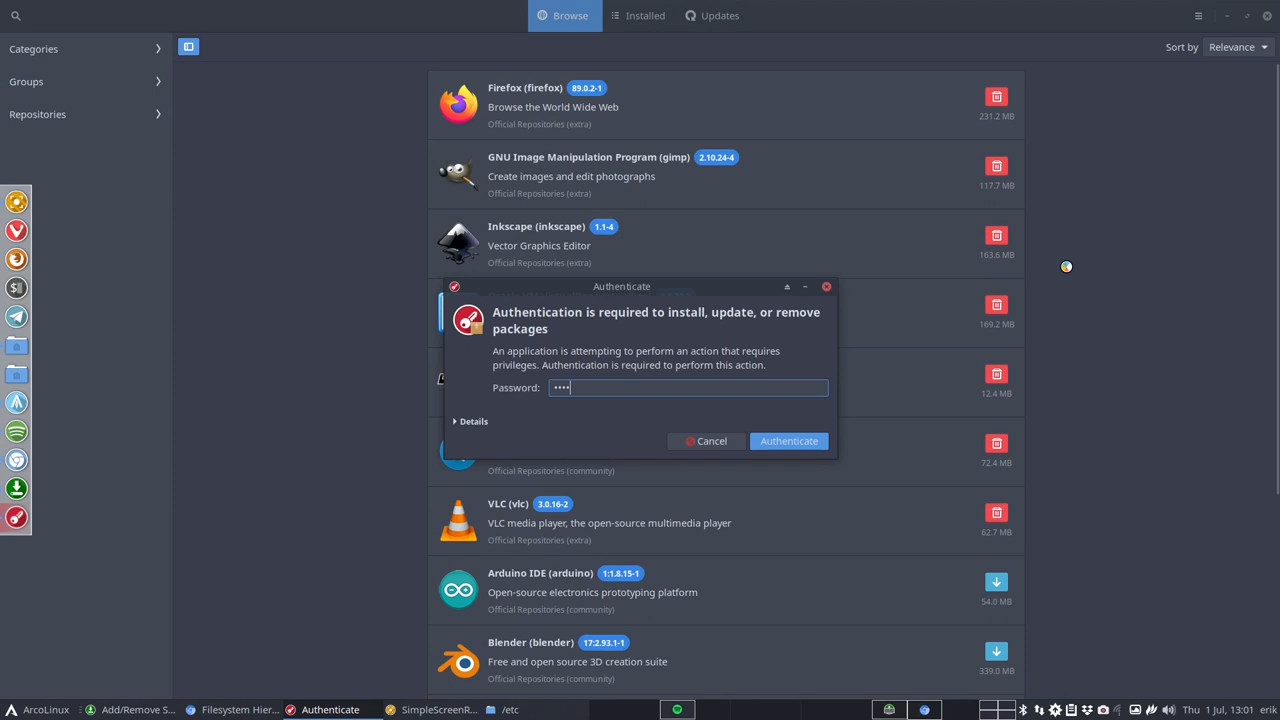 Browse
Installed
Updates
Categories
Groups
Repositories
Sort by
Relevance
Firefox (firefox) 89.0.2-1
Browse the World Wide Web
Official Repositories (extra)
231.2 MB
GNU Image Manipulation Program (gimp) 2.10.24-4
Create images and edit photographs
Official Repositories (extra)
117.7 MB
Inkscape (inkscape) 1.1-4
Vector Graphics Editor
Official Repositories (extra)
163.6 MB
Authenticate
Authentication is required to install, update, or remove
packages
An application is attempting to perform an action that requires
privileges. Authentication is required to perform this action.
Password: ••••
Details
Cancel
Authenticate
169.2 MB
12.4 MB
72.4 MB
Official Repositories (community)
VLC (vlc) 3.0.16-2
VLC media player, the open-source multimedia player
Official Repositories (extra)
62.7 MB
Arduino IDE (arduino) 1:1.8.15-1
Open-source electronics prototyping platform
Official Repositories (community)
54.0 MB
Blender (blender) 17:2.93.1-1
Free and open source 3D creation suite
Official Repositories (community)
339.0 MB
ArcoLinux
Add/Remove S...
Filesystem Hier...
Authenticate
SimpleScreenR...
/etc
Thu 1 Jul, 13:01 erik